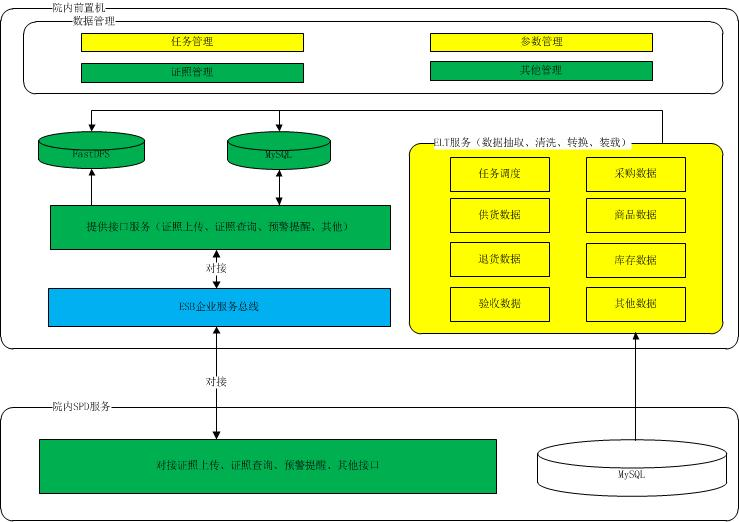 院内前置机
数据管理
任务管理
参数管理
证照管理
其他管理
FastDFS
MySQL
ELT服务（数据抽取、清洗、转换、装载）
任务调度
采购数据
供货数据
商品数据
退货数据
库存数据
验收数据
其他数据
提供接口服务（证照上传、证照查询、预警提醒、其他）
对接
ESB企业服务总线
对接
院内SPD服务
对接证照上传、证照查询、预警提醒、其他接口
MySQL